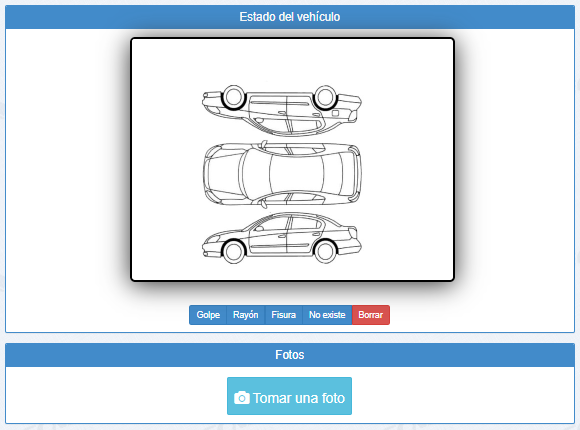 Estado del vehículo
Golpe Rayón Fisura No existe Borrar
Fotos
Tomar una foto